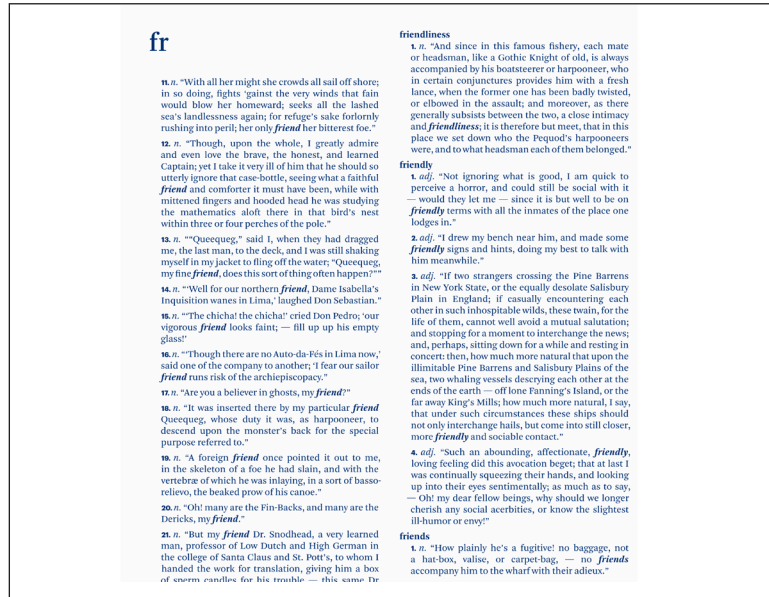 fr
11. n. “With all her might she crowds all sail off shore;
in so doing, fights ‘gainst the very winds that fain
would blow her homeward; seeks all the lashed
sea’s landlessness again; for refuge’s sake forlornly
rushing into peril; her only friend her bitterest foe.”
12. n. “Though, upon the whole, I greatly admire
and even love the brave, the honest, and learned
Captain; yet I take it very ill of him that he should so
utterly ignore that case-bottle, seeing what a faithful
friend and comforter it must have been, while with
mittened fingers and hooded head he was studying
the mathematics aloft there in that bird’s nest
within three or four perches of the pole.”
13. n. ““Queequeg,” said I, when they had dragged
me, the last man, to the deck, and I was still shaking
myself in my jacket to fling off the water; “Queequeg,
my fine friend, does this sort of thing often happen?””
14. n. “‘Well for our northern friend, Dame Isabella’s
Inquisition wanes in Lima,’ laughed Don Sebastian.”
15. n. “‘The chicha! the chicha!’ cried Don Pedro; ‘our
vigorous friend looks faint; — fill up up his empty
glass!’
16. n. “‘Though there are no Auto-da-Fés in Lima now,’
said one of the company to another; ‘I fear our sailor
friend runs risk of the archiepiscopacy.”
17. n. “Are you a believer in ghosts, my friend?”
18. n. “It was inserted there by my particular friend
Queequeg, whose duty it was, as harpooneer, to
descend upon the monster’s back for the special
purpose referred to.”
19. n. “A foreign friend once pointed it out to me,
in the skeleton of a foe he had slain, and with the
vertebræ of which he was inlaying, in a sort of basso-
relievo, the beaked prow of his canoe.”
20. n. “Oh! many are the Fin-Backs, and many are the
Dericks, my friend.”
21. n. “But my friend Dr. Snodhead, a very learned
man, professor of Low Dutch and High German in
the college of Santa Claus and St. Pott’s, to whom I
handed the work for translation, giving him a box
of sperm candles for his trouble — this same Dr
friendliness
1. n. “And since in this famous fishery, each mate
or headsman, like a Gothic Knight of old, is always
accompanied by his boatsteerer or harpooneer, who
in certain conjunctures provides him with a fresh
lance, when the former one has been badly twisted,
or elbowed in the assault; and moreover, as there
generally subsists between the two, a close intimacy
and friendliness; it is therefore but meet, that in this
place we set down who the Pequod’s harpooneers
were, and to what headsman each of them belonged.”
friendly
1. adj. “Not ignoring what is good, I am quick to
perceive a horror, and could still be social with it
— would they let me — since it is but well to be on
friendly terms with all the inmates of the place one
lodges in.”
2. adj. “I drew my bench near him, and made some
friendly signs and hints, doing my best to talk with
him meanwhile.”
3. adj. “If two strangers crossing the Pine Barrens
in New York State, or the equally desolate Salisbury
Plain in England; if casually encountering each
other in such inhospitable wilds, these twain, for the
life of them, cannot well avoid a mutual salutation;
and stopping for a moment to interchange the news;
and, perhaps, sitting down for a while and resting in
concert: then, how much more natural that upon the
illimitable Pine Barrens and Salisbury Plains of the
sea, two whaling vessels descrying each other at the
ends of the earth — off lone Fanning’s Island, or the
far away King’s Mills; how much more natural, I say,
that under such circumstances these ships should
not only interchange hails, but come into still closer,
more friendly and sociable contact.”
4. adj. “Such an abounding, affectionate, friendly,
loving feeling did this avocation beget; that at last I
was continually squeezing their hands, and looking
up into their eyes sentimentally; as much as to say,
— Oh! my dear fellow beings, why should we longer
cherish any social acerbities, or know the slightest
ill-humor or envy!”
friends
1. n. “How plainly he’s a fugitive! no baggage, not
a hat-box, valise, or carpet-bag, — no friends
accompany him to the wharf with their adieux.”